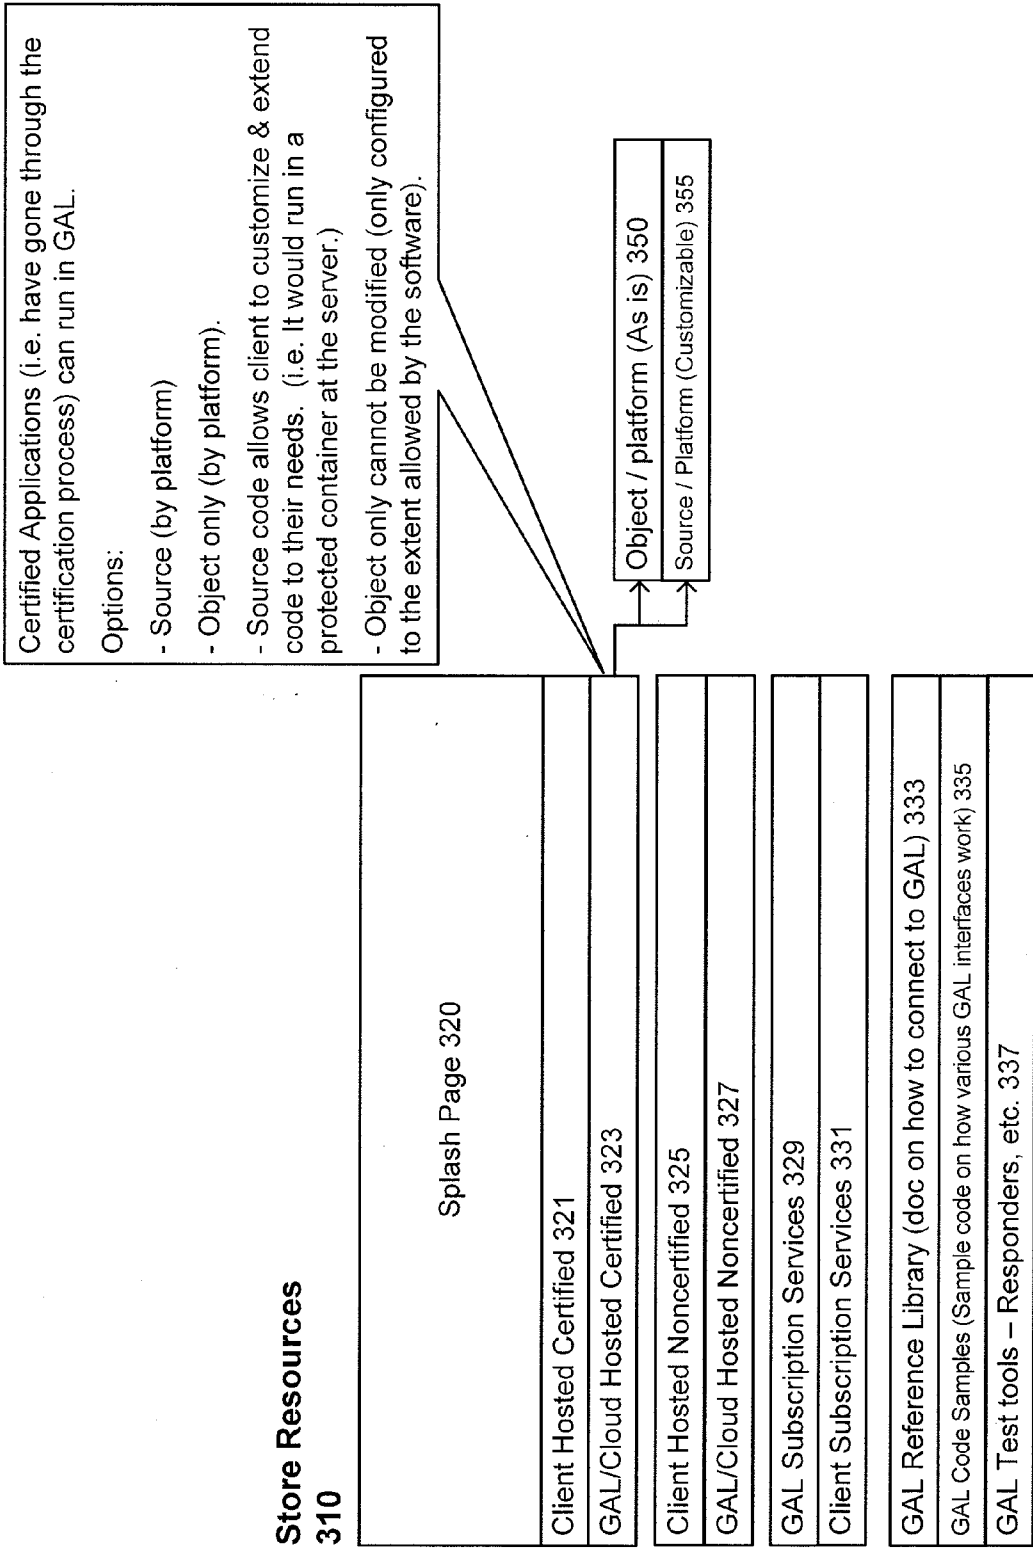 Store Resources
310
Splash Page 320
Client Hosted Certified 321
GAL/Cloud Hosted Certified 323
Client Hosted Noncertified 325
GAL/Cloud Hosted Noncertified 327
GAL Subscription Services 329
Client Subscription Services 331
GAL Reference Library (doc on how to connect to GAL) 333
GAL Code Samples (Sample code on how various GAL interfaces work) 335
GAL Test tools – Responders, etc. 337
Certified Applications (i.e. have gone through the
certification process) can run in GAL.
Options:
- Source (by platform)
- Object only (by platform).
- Source code allows client to customize & extend
code to their needs. (i.e. It would run in a
protected container at the server.)
- Object only cannot be modified (only configured
to the extent allowed by the software).
Object / platform (As is) 350
Source / Platform (Customizable) 355